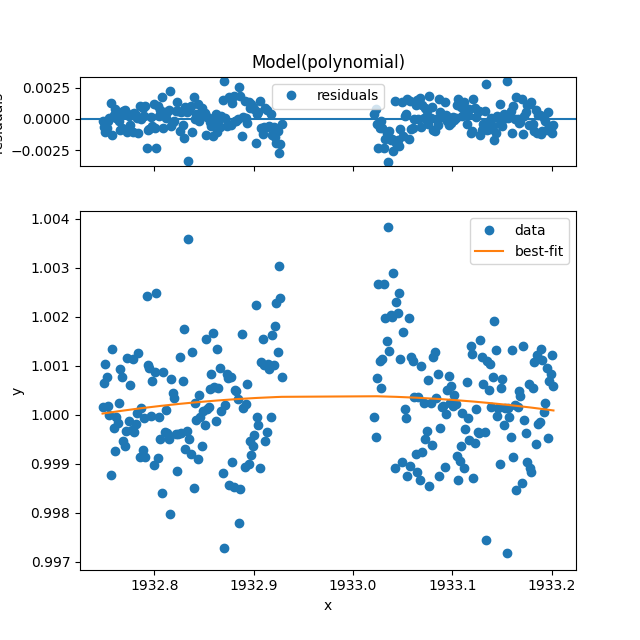 Model(polynomial)
0.0025
0.0000
−0.0025
residuals
residuals
1.004
1.003
1.002
1.001
1.000
0.999
0.998
0.997
y
data
best-fit
1932.8
1932.9
1933.0
1933.1
1933.2
x